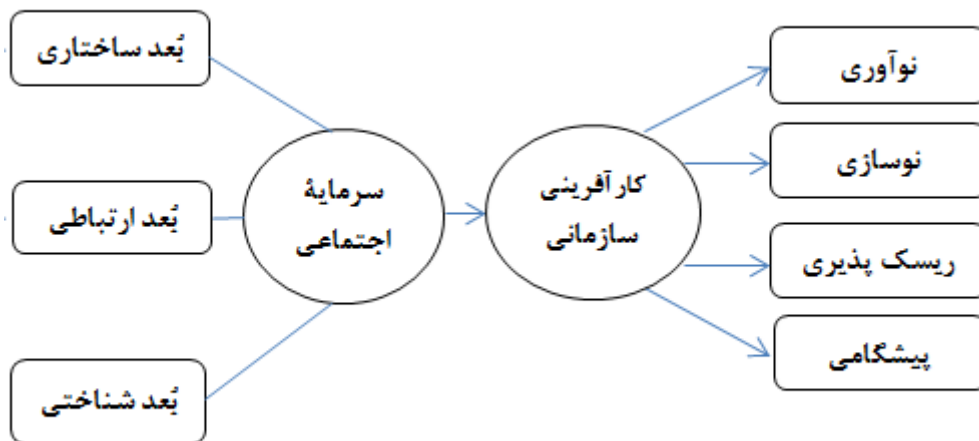 بُعد ساختاری
بُعد ارتباطی
بُعد شناختی
سرمایهٔ
اجتماعی
کارآفرینی
سازمانی
نوآوری
نوسازی
ریسک پذیری
پیشگامی